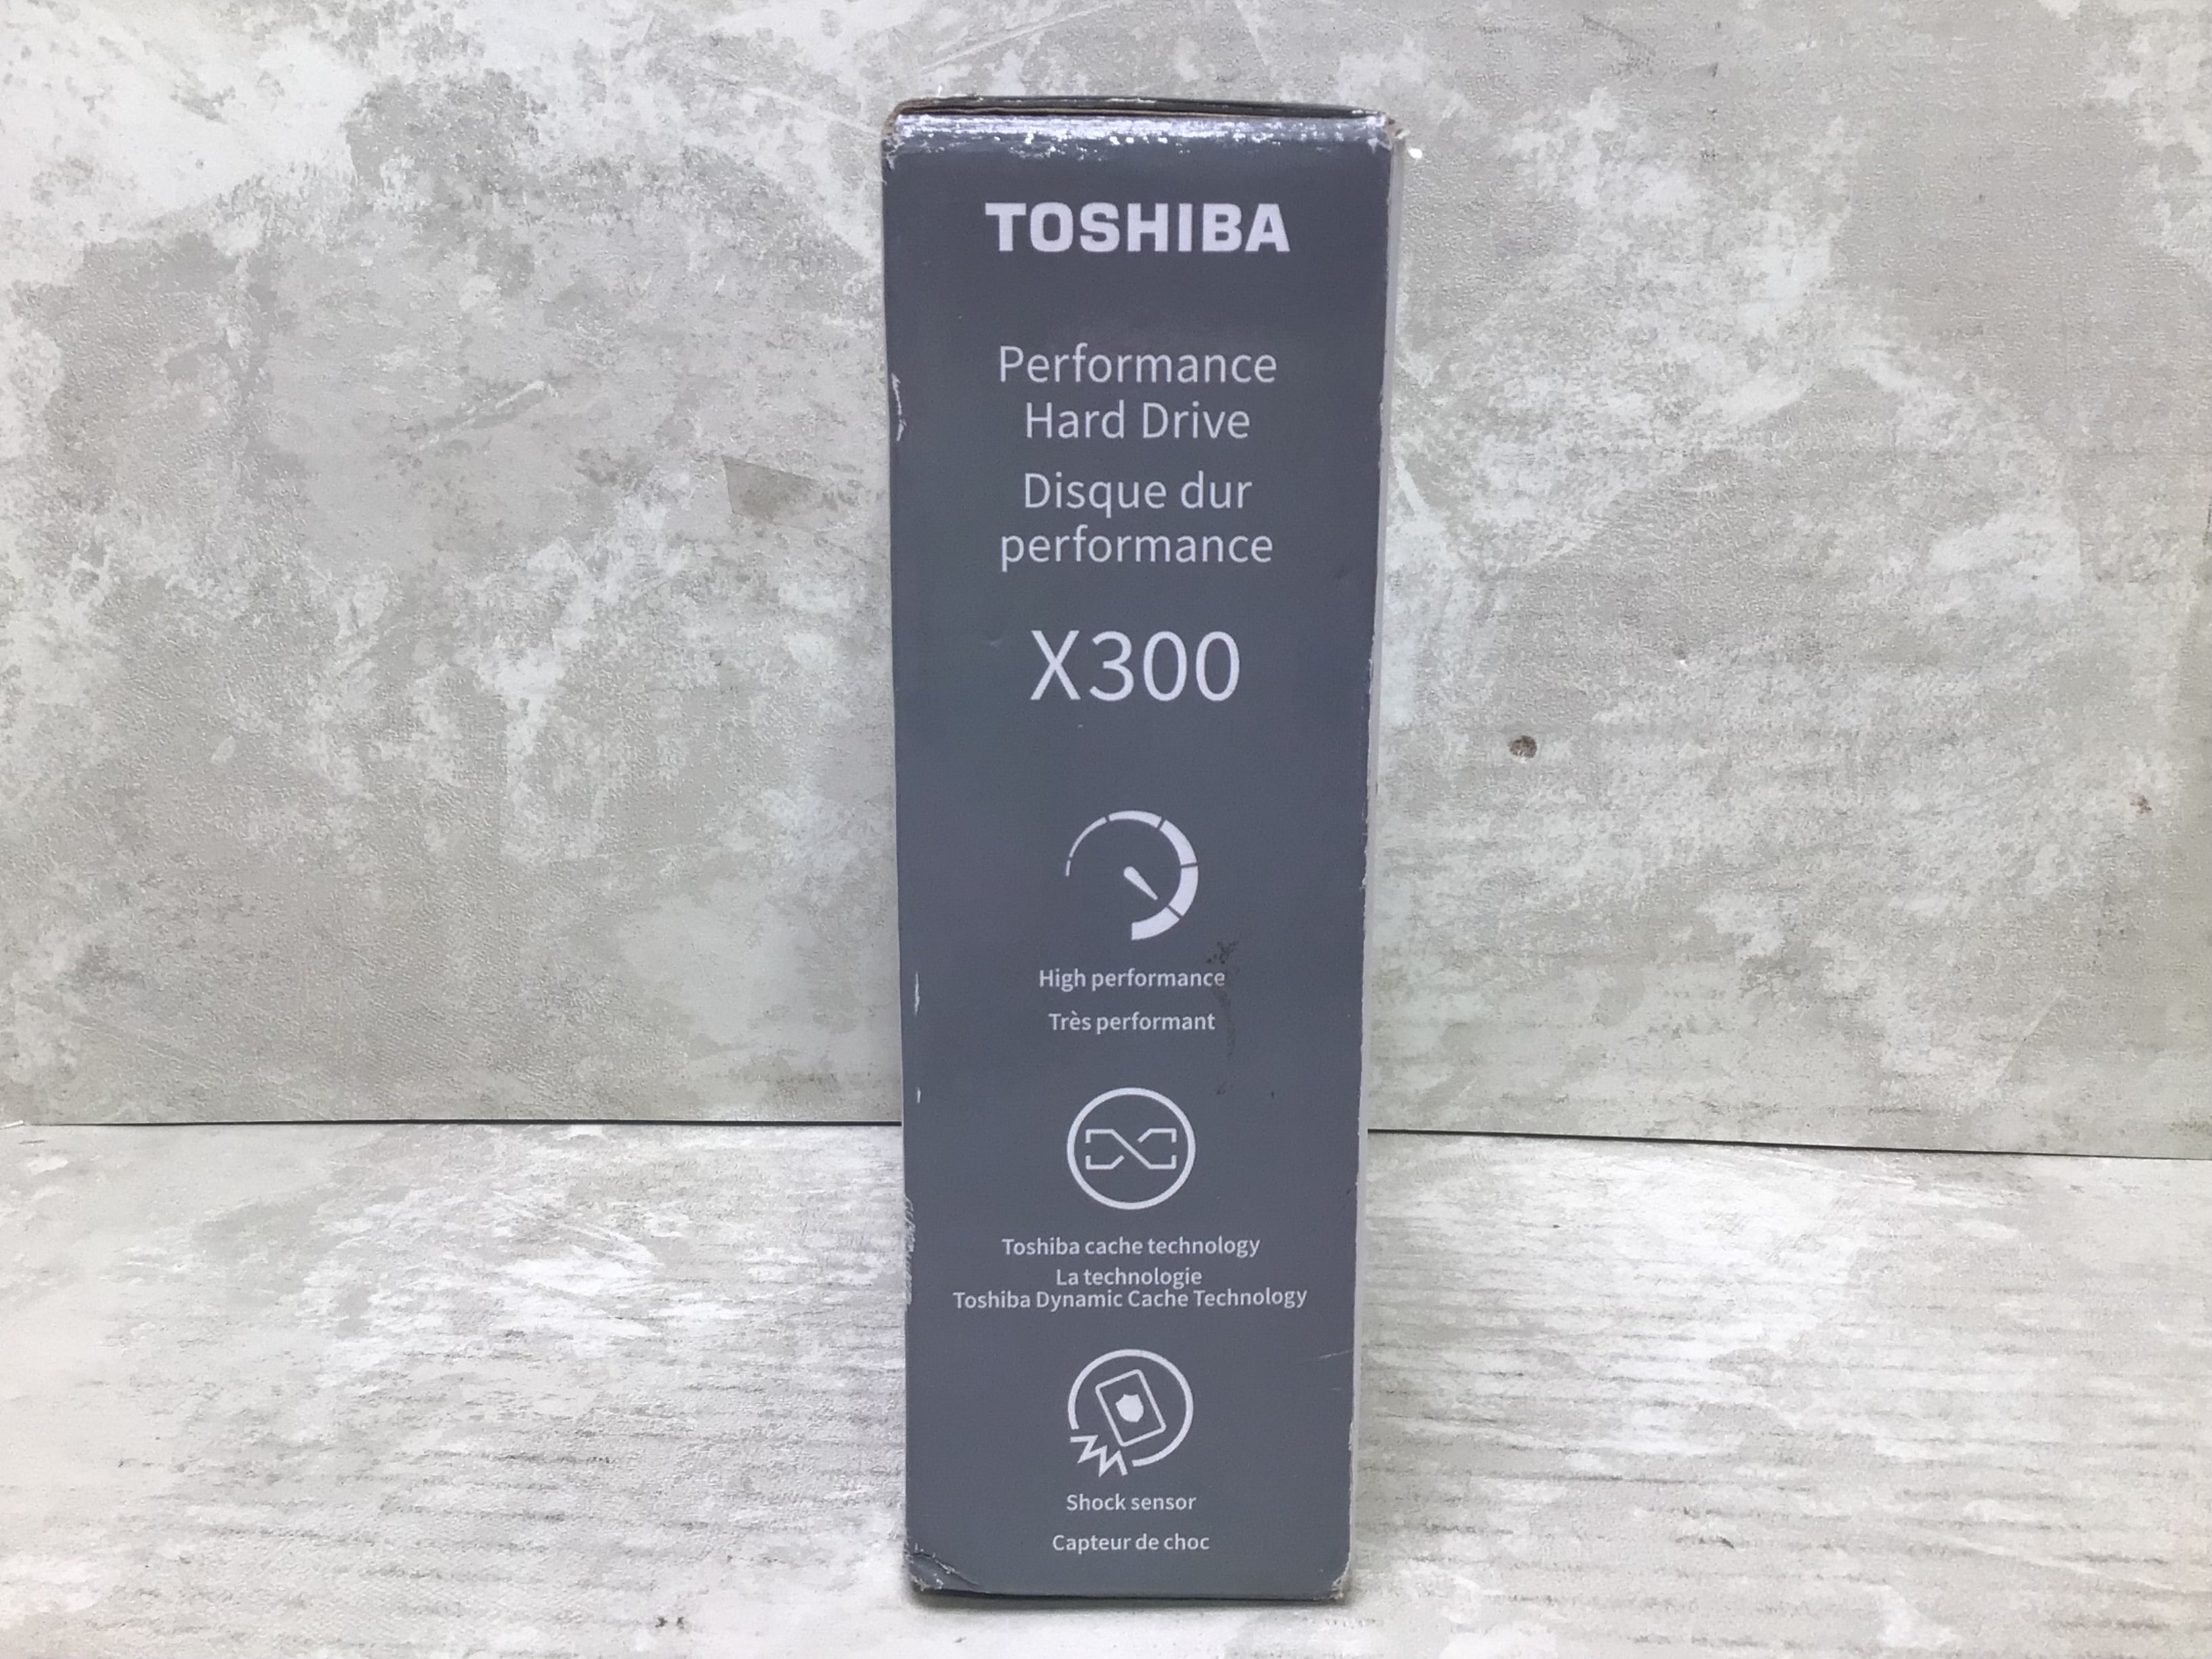 TOSHIBA
Performance
Hard Drive
Disque dur
performance
X300
High performance
Très performant
Toshiba cache technology
La technologie
Toshiba Dynamic Cache Technology
Shock sensor
Capteur de choc